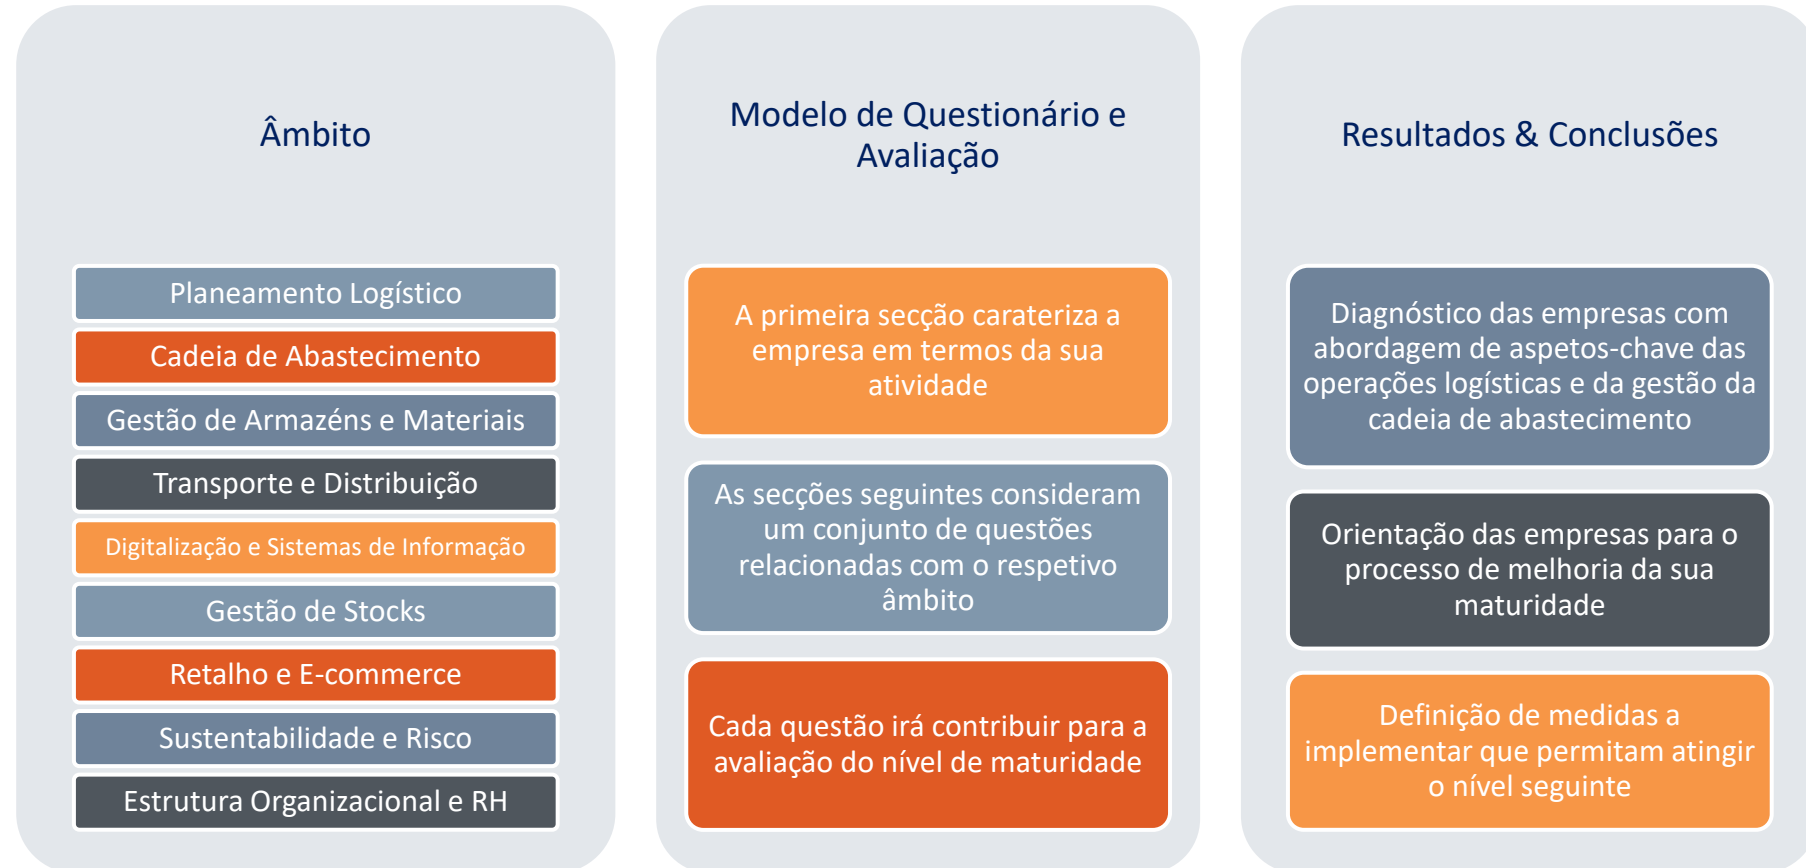 Âmbito
Planeamento Logístico
Cadeia de Abastecimento
Gestão de Armazéns e Materiais
Transporte e Distribuição
Digitalização e Sistemas de Informação
Gestão de Stocks
Retalho e E-commerce
Sustentabilidade e Risco
Estrutura Organizacional e RH
Modelo de Questionário e
Avaliação
A primeira secção carateriza a
empresa em termos da sua
atividade
As secções seguintes consideram
um conjunto de questões
relacionadas com o respetivo
âmbito
Cada questão irá contribuir para a
avaliação do nível de maturidade
Resultados & Conclusões
Diagnóstico das empresas com
abordagem de aspetos-chave das
operações logísticas e da gestão da
cadeia de abastecimento
Orientação das empresas para o
processo de melhoria da sua
maturidade
Definição de medidas a
implementar que permitam atingir
o nível seguinte